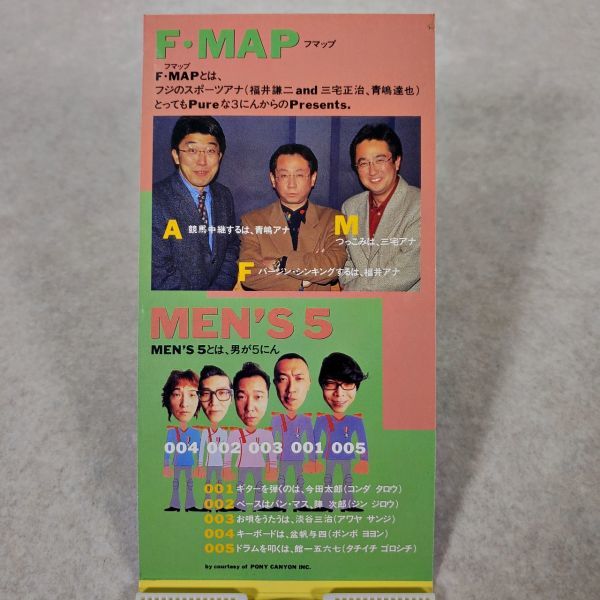 F・MAP フマップ
フマップ
F・MAPとは、
フジのスポーツアナ(福井謙二and三宅正治、青嶋達也)
とってもPureな3にんからのPresents.
A 競馬中継するは、青嶋アナ
M つっこみは、三宅アナ
F バージン・シンキングするは、福井アナ
MEN'S 5
MEN'S 5とは、男が5にん
004 002 003 001 005
001 ギターを弾くのは、今田太郎(コンダ タロウ)
002 ベースはバン・マス、陣 次郎(ジン ジロウ)
003 お唄をうたうは、淡谷三治(アワヤ サンジ)
004 キーボードは、盆帆与四(ボンボ ヨヨン)
005 ドラムを叩くは、館一五六七(タチイチ ゴロシチ)
by courtesy of PONY CANYON INC.